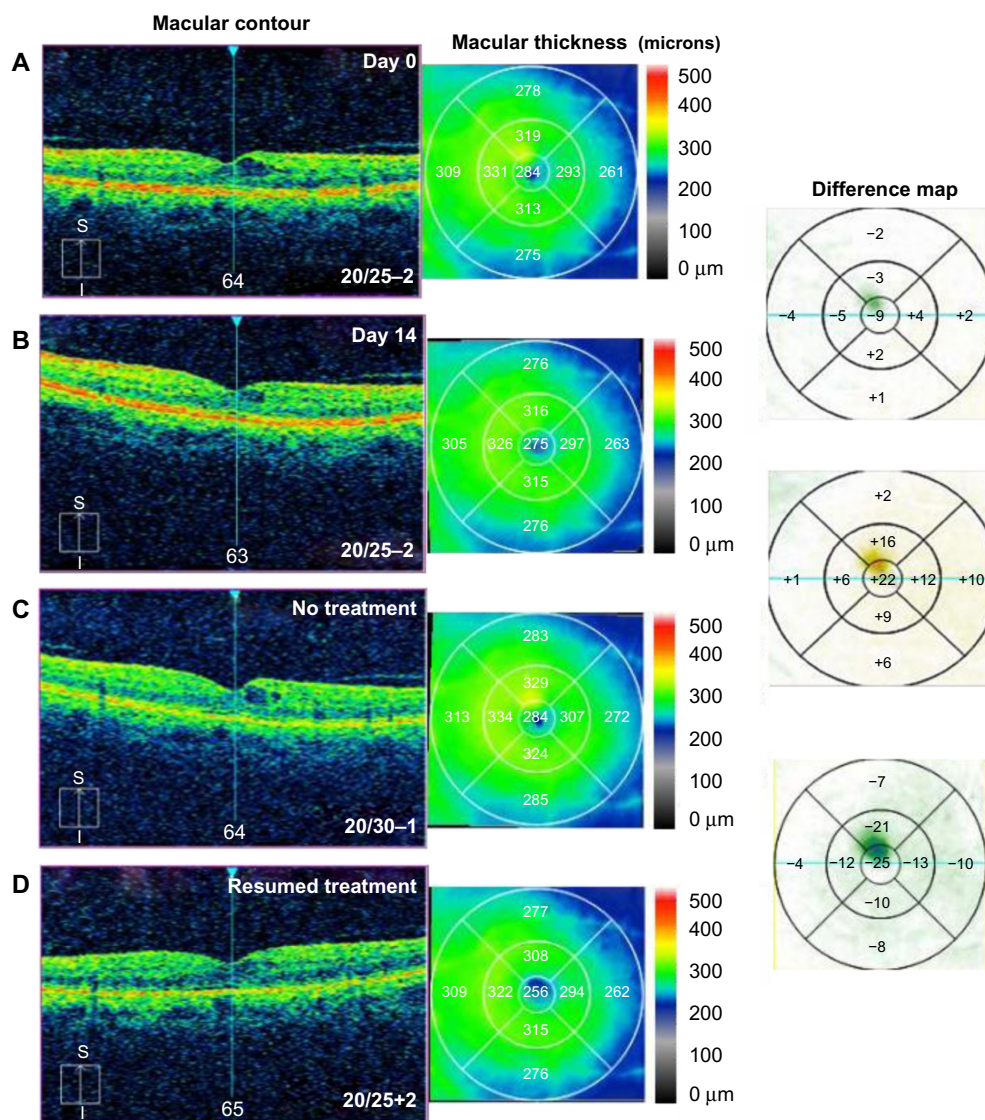 Macular contour
Macular thickness (microns)
A
Day 0
S
I
64
20/25–2
278
319
309 331 284 293 261
313
275
500
400
300
200
100
0 μm
Difference map
−2
−3
−4 −5 −9 +4 +2
+2
+1
B
Day 14
S
I
63
20/25–2
276
316
305 326 275 297 263
315
276
500
400
300
200
100
0 μm
+2
+16
+1 +6 +22 +12 +10
+9
+6
C
No treatment
S
I
64
20/30–1
283
329
313 334 284 307 272
324
285
500
400
300
200
100
0 μm
−7
−21
−4 −12 −25 −13 −10
−10
−8
D
Resumed treatment
S
I
65
20/25+2
277
308
309 322 256 294 262
315
276
500
400
300
200
100
0 μm